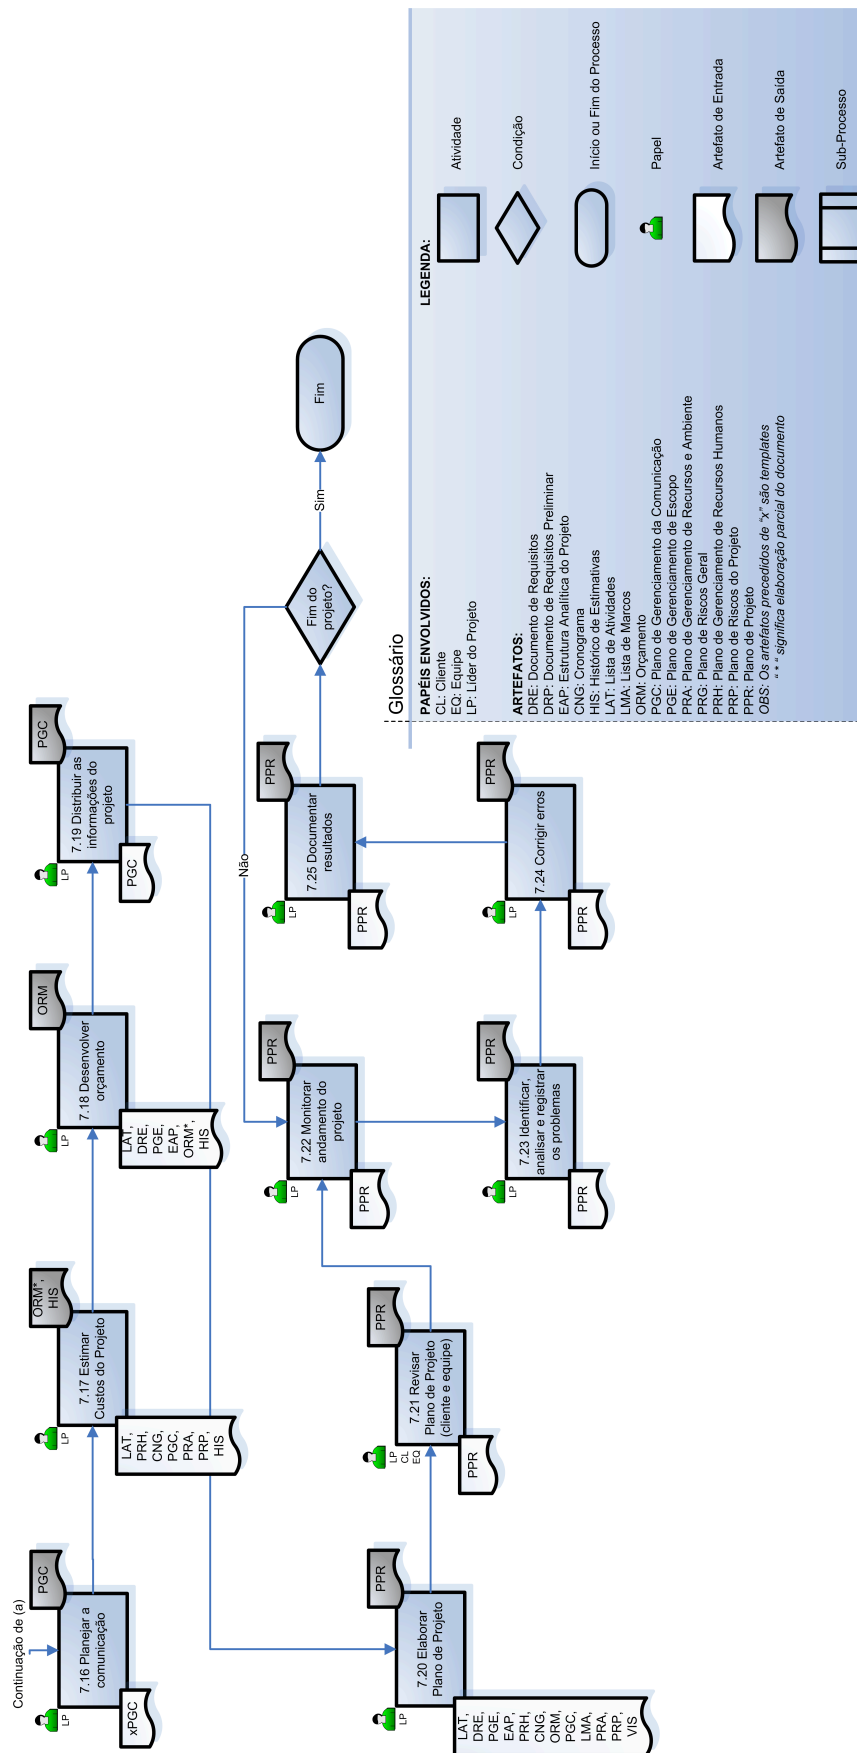 Continuação de (a)
LP
7.16 Planejar a
comunicação
PGC
xPGC
LP
7.17 Estimar
Custos do Projeto
ORM*,
HIS
LAT,
PRH,
CNG,
PGC,
PRA,
PRP,
HIS
LP
7.18 Desenvolver
orçamento
ORM
LAT,
DRE,
PGE,
EAP,
ORM*,
HIS
LP
7.19 Distribuir as
informações do
projeto
PGC
PGC
LP
7.20 Elaborar
Plano de Projeto
PPR
LAT,
DRE,
PGE,
EAP,
PRH,
CNG,
ORM,
PGC,
LMA,
PRA,
PRP,
VIS
LP
CL
EQ
7.21 Revisar
Plano de Projeto
(cliente e equipe)
PPR
PPR
LP
7.22 Monitorar
andamento do
projeto
PPR
PPR
LP
7.23 Identificar,
analisar e registrar
os problemas
PPR
PPR
LP
7.24 Corrigir erros
PPR
PPR
LP
7.25 Documentar
resultados
PPR
PPR
Não
Fim do
projeto?
Sim
Fim
Glossário
PAPÉIS ENVOLVIDOS:
CL: Cliente
EQ: Equipe
LP: Líder do Projeto
ARTEFATOS:
DRE: Documento de Requisitos
DRP: Documento de Requisitos Preliminar
EAP: Estrutura Analítica do Projeto
CNG: Cronograma
HIS: Histórico de Estimativas
LAT: Lista de Atividades
LMA: Lista de Marcos
ORM: Orçamento
PGC: Plano de Gerenciamento da Comunicação
PGE: Plano de Gerenciamento de Escopo
PRA: Plano de Gerenciamento de Recursos e Ambiente
PRG: Plano de Riscos Geral
PRH: Plano de Gerenciamento de Recursos Humanos
PRP: Plano de Riscos do Projeto
PPR: Plano de Projeto
OBS: Os artefatos precedidos de "x" são templates
" * " significa elaboração parcial do documento
LEGENDA:
Atividade
Condição
Início ou Fim do Processo
Papel
Artefato de Entrada
Artefato de Saída
Sub-Processo